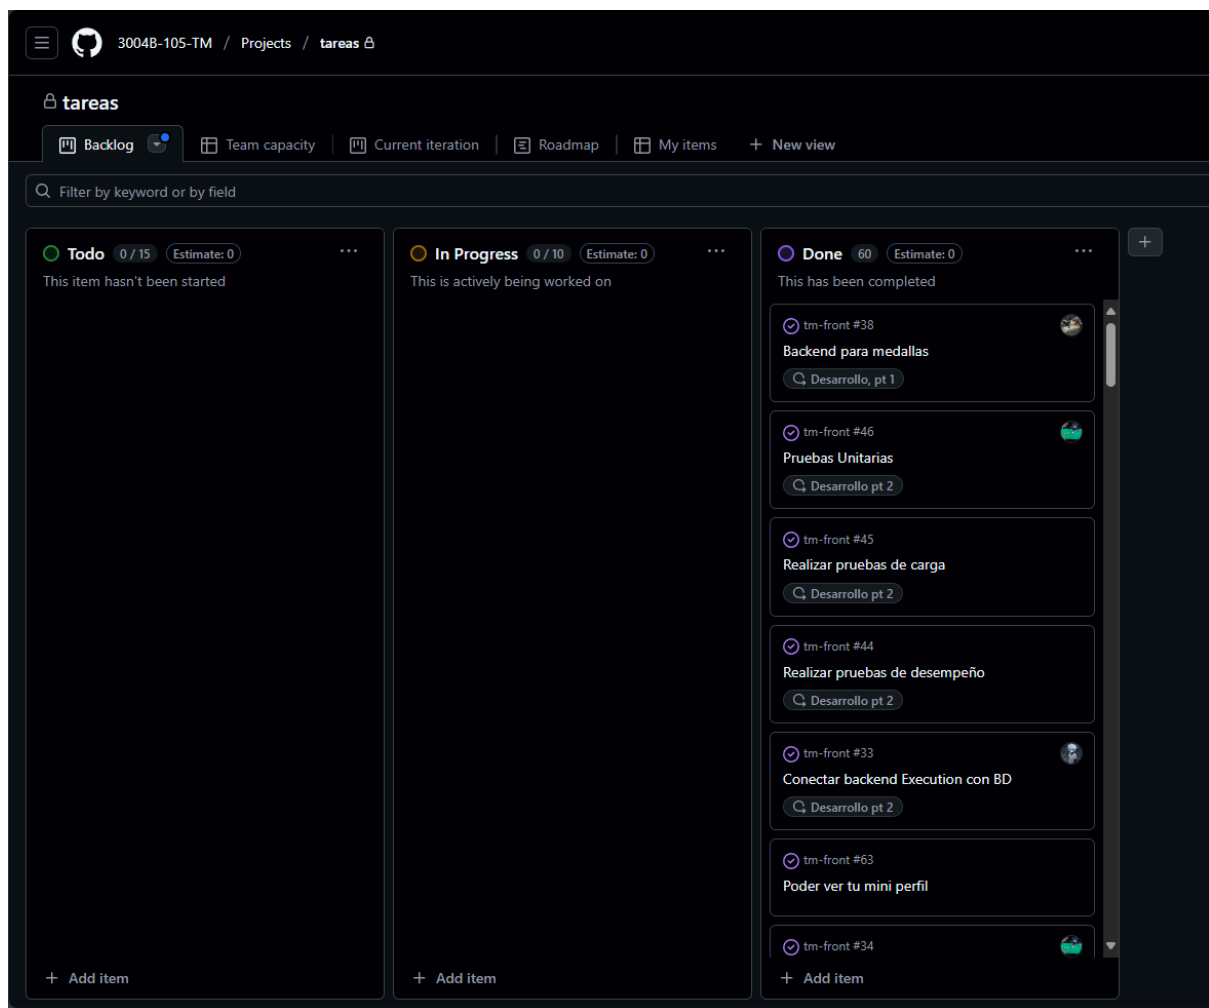 3004B-105-TM / Projects / tareas
tareas
Backlog Team capacity Current iteration Roadmap My items + New view
Filter by keyword or by field
Todo 0 / 15 Estimate: 0 ...
This item hasn't been started
+ Add item
In Progress 0 / 10 Estimate: 0 ...
This is actively being worked on
+ Add item
Done 60 Estimate: 0 ...
This has been completed
tm-front #38
Backend para medallas
Desarrollo, pt 1
tm-front #46
Pruebas Unitarias
Desarrollo pt 2
tm-front #45
Realizar pruebas de carga
Desarrollo pt 2
tm-front #44
Realizar pruebas de desempeño
Desarrollo pt 2
tm-front #33
Conectar backend Execution con BD
Desarrollo pt 2
tm-front #63
Poder ver tu mini perfil
tm-front #34
+ Add item
+